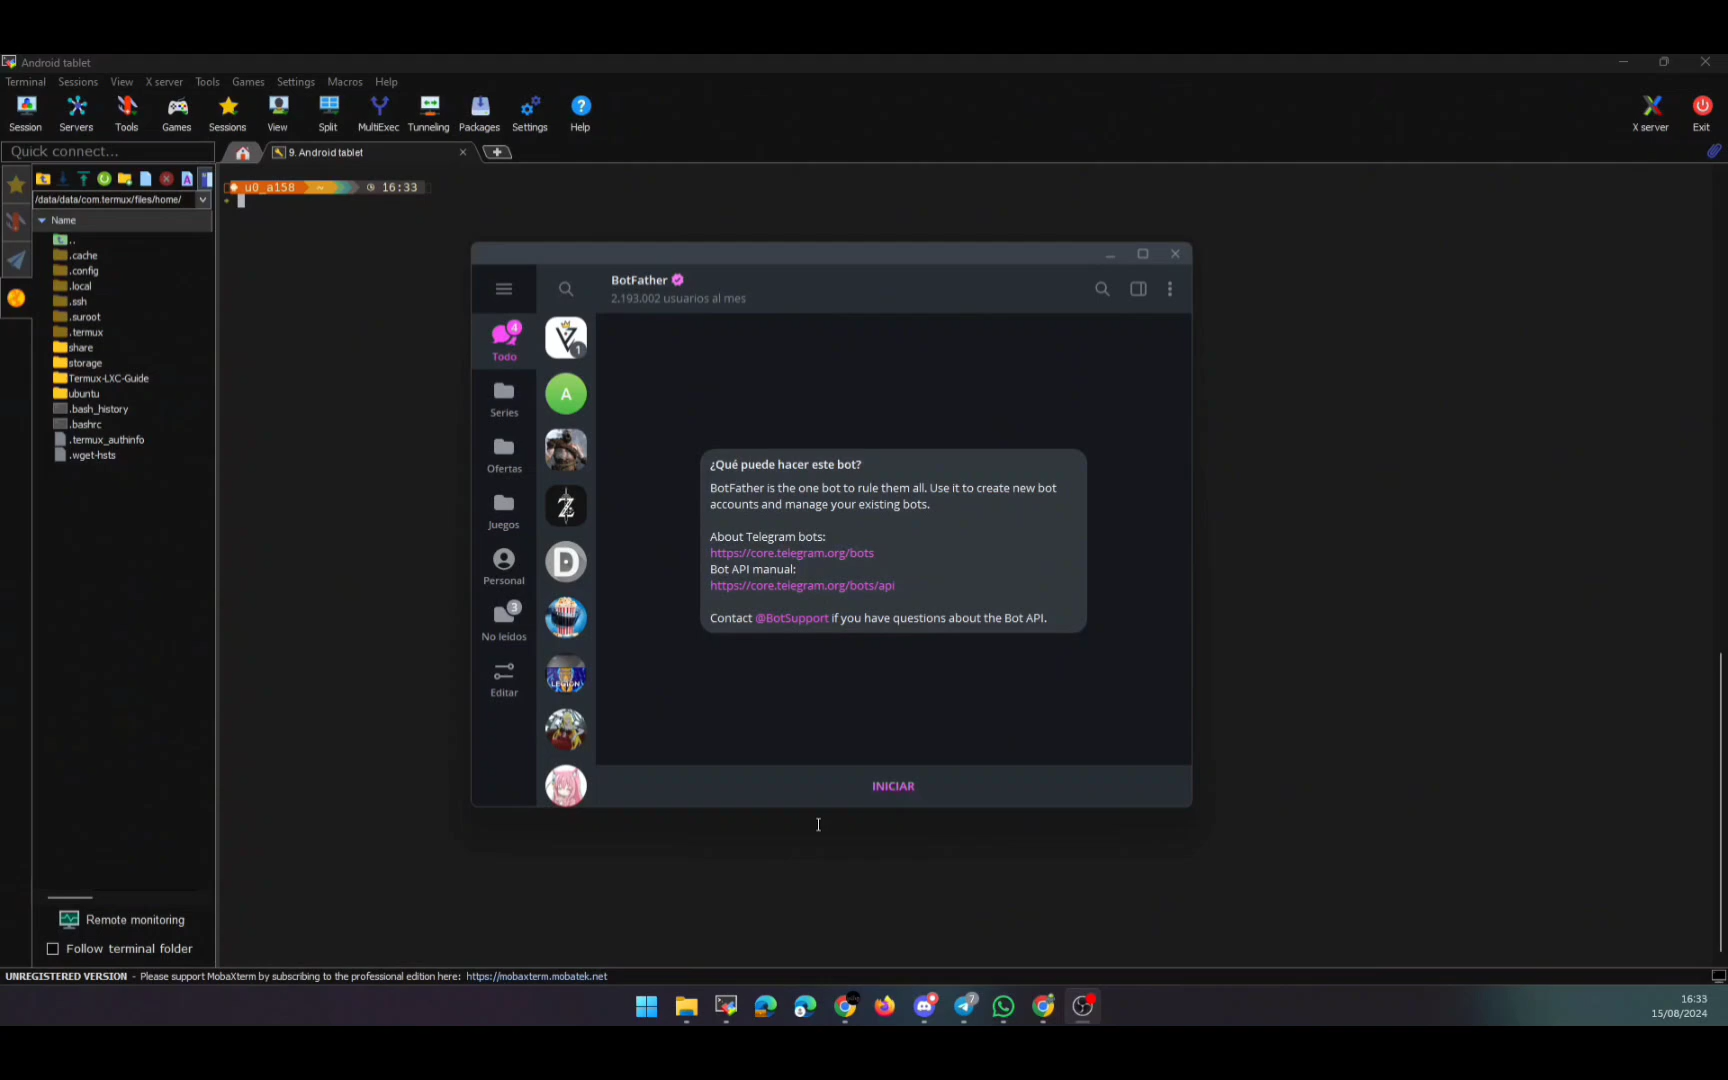 Android tablet
Terminal Sessions View X server Tools Games Settings Macros Help
Session Servers Tools Games Sessions View Split MultiExec Tunneling Packages Settings Help X server Exit
Quick connect...
9. Android tablet
/data/data/com.termux/files/home/
Name
..
.cache
.config
.local
.ssh
.suroot
.termux
share
storage
Termux-LXC-Guide
ubuntu
.bash_history
.bashrc
.termux_authinfo
.wget-hsts
Remote monitoring
Follow terminal folder
u0_a158 ~ 16:33
BotFather
2.193.002 usuarios al mes
4
Todo
Series
Ofertas
Juegos
Personal
3
No leídos
Editar
1
A
Z
D
LEGION
¿Qué puede hacer este bot?
BotFather is the one bot to rule them all. Use it to create new bot
accounts and manage your existing bots.
About Telegram bots:
https://core.telegram.org/bots
Bot API manual:
https://core.telegram.org/bots/api
Contact @BotSupport if you have questions about the Bot API.
INICIAR
UNREGISTERED VERSION - Please support MobaXterm by subscribing to the professional edition here: https://mobaxterm.mobatek.net
7
16:33
15/08/2024